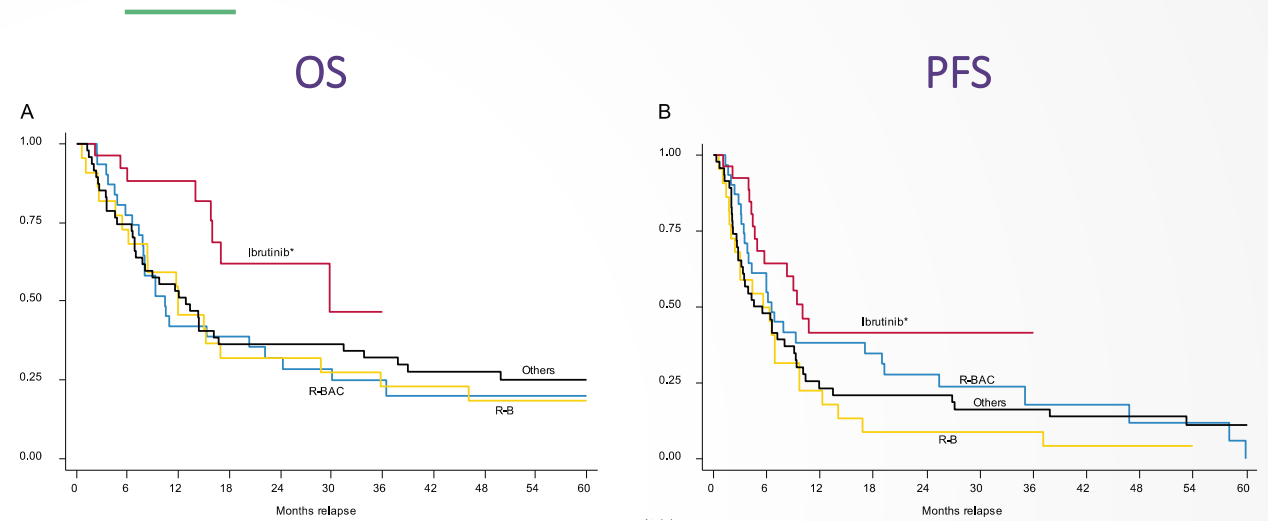 OS
PFS
A
B
1.00
0.75
0.50
0.25
0.00
Ibrutinib*
Others
R-BAC
R-B
0 6 12 18 24 30 36 42 48 54 60
Months relapse
1.00
0.75
0.50
0.25
0.00
Ibrutinib*
R-BAC
Others
R-B
0 6 12 18 24 30 36 42 48 54 60
Months relapse